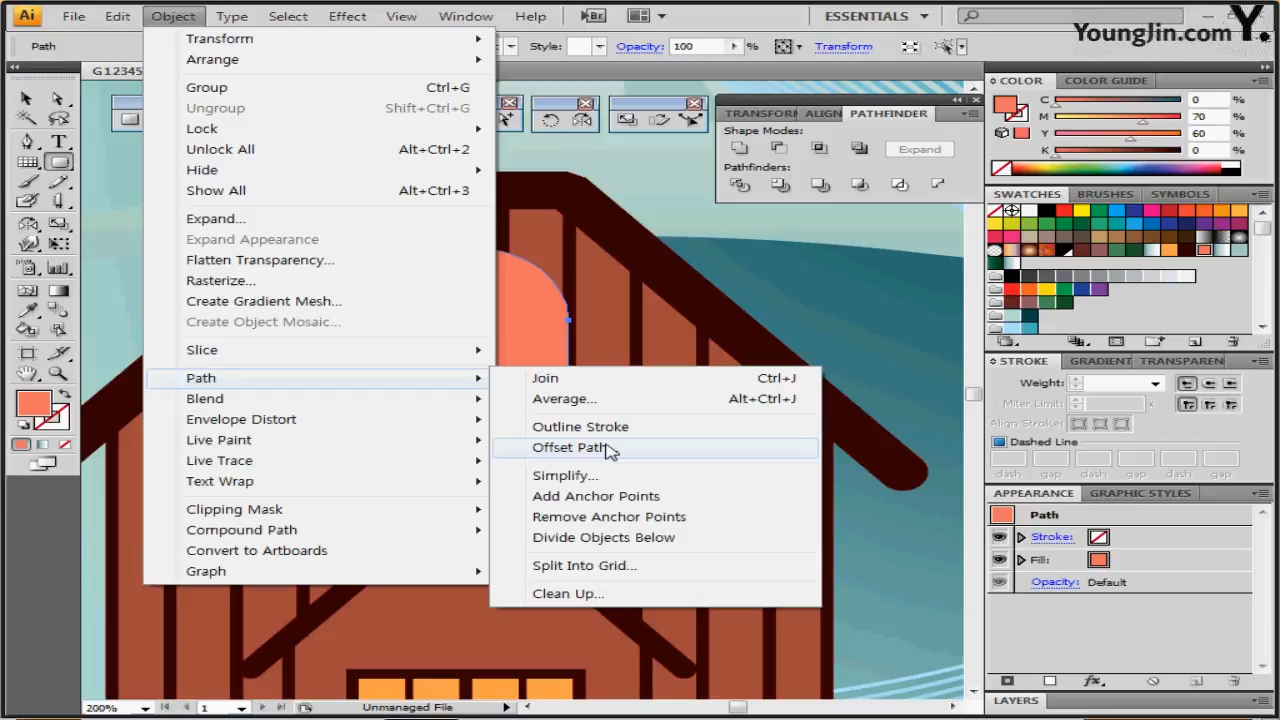 Ai File Edit Object Type Select Effect View Window Help Br ESSENTIALS
YoungJin.com Y.
Path Style: Opacity: 100 % Transform
G12345
Transform
Arrange
Group Ctrl+G
Ungroup Shift+Ctrl+G
Lock
Unlock All Alt+Ctrl+2
Hide
Show All Alt+Ctrl+3
Expand...
Expand Appearance
Flatten Transparency...
Rasterize...
Create Gradient Mesh...
Create Object Mosaic...
Slice
Path
Blend
Envelope Distort
Live Paint
Live Trace
Text Wrap
Clipping Mask
Compound Path
Convert to Artboards
Graph
Join Ctrl+J
Average... Alt+Ctrl+J
Outline Stroke
Offset Path
Simplify...
Add Anchor Points
Remove Anchor Points
Divide Objects Below
Split Into Grid...
Clean Up...
TRANSFORM ALIGN PATHFINDER
Shape Modes:
Expand
Pathfinders:
COLOR COLOR GUIDE
C 0 %
M 70 %
Y 60 %
K 0 %
SWATCHES BRUSHES SYMBOLS
STROKE GRADIENT TRANSPAREN
Weight:
Miter Limit: x
Align Stroke:
Dashed Line
dash gap dash gap dash gap
APPEARANCE GRAPHIC STYLES
Path
Stroke:
Fill:
Opacity: Default
fx
LAYERS
200% 1 Unmanaged File